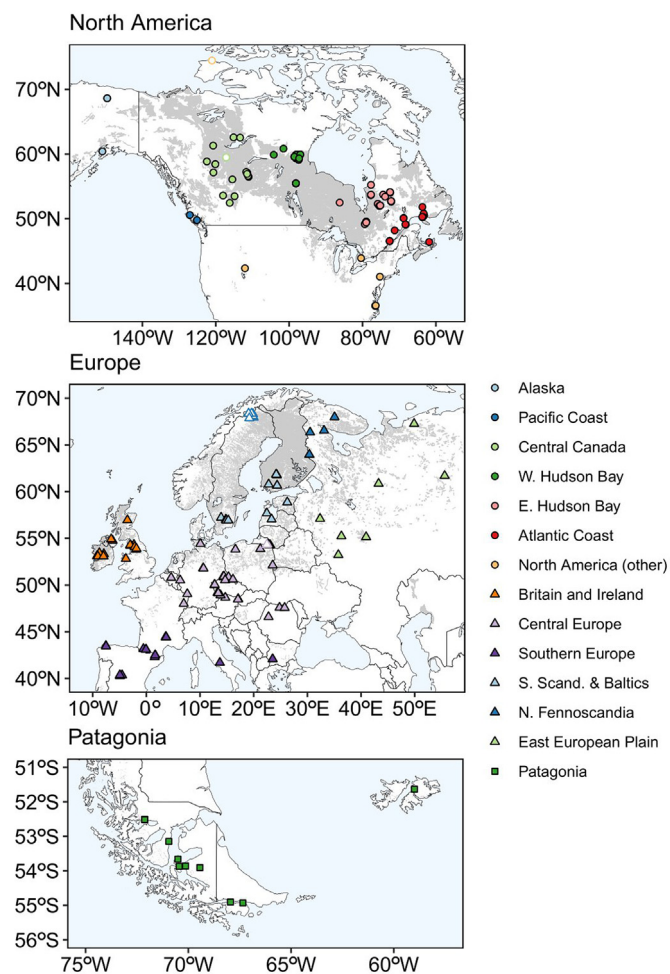 North America
70°N
60°N
50°N
40°N
140°W 120°W 100°W 80°W 60°W
Europe
70°N
65°N
60°N
55°N
50°N
45°N
40°N
10°W 0° 10°E 20°E 30°E 40°E 50°E
Alaska
Pacific Coast
Central Canada
W. Hudson Bay
E. Hudson Bay
Atlantic Coast
North America (other)
Britain and Ireland
Central Europe
Southern Europe
S. Scand. & Baltics
N. Fennoscandia
East European Plain
Patagonia
Patagonia
51°S
52°S
53°S
54°S
55°S
56°S
75°W 70°W 65°W 60°W